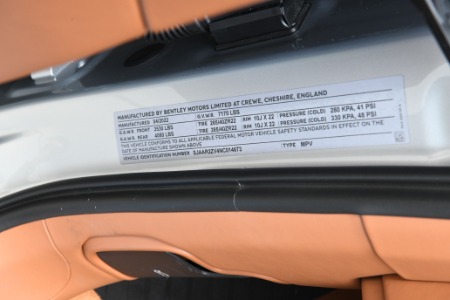 MANUFACTURED BY BENTLEY MOTORS LIMITED AT CREWE, CHESHIRE, ENGLAND
MANUFACTURED G.V.W.R. 7175 LBS
G.A.W.R. FRONT 3530 LBS TIRE 285/40ZR22 RIM 10J X 22 PRESSURE (COLD) 280 KPA, 41 PSI
G.A.W.R. REAR 4080 LBS TIRE 285/40ZR22 RIM 10J X 22 PRESSURE (COLD) 330 KPA, 48 PSI
THIS VEHICLE CONFORMS TO ALL APPLICABLE FEDERAL MOTOR VEHICLE SAFETY STANDARDS IN EFFECT ON THE
DATE OF MANUFACTURE SHOWN ABOVE
VEHICLE IDENTIFICATION NUMBER TYPE MPV